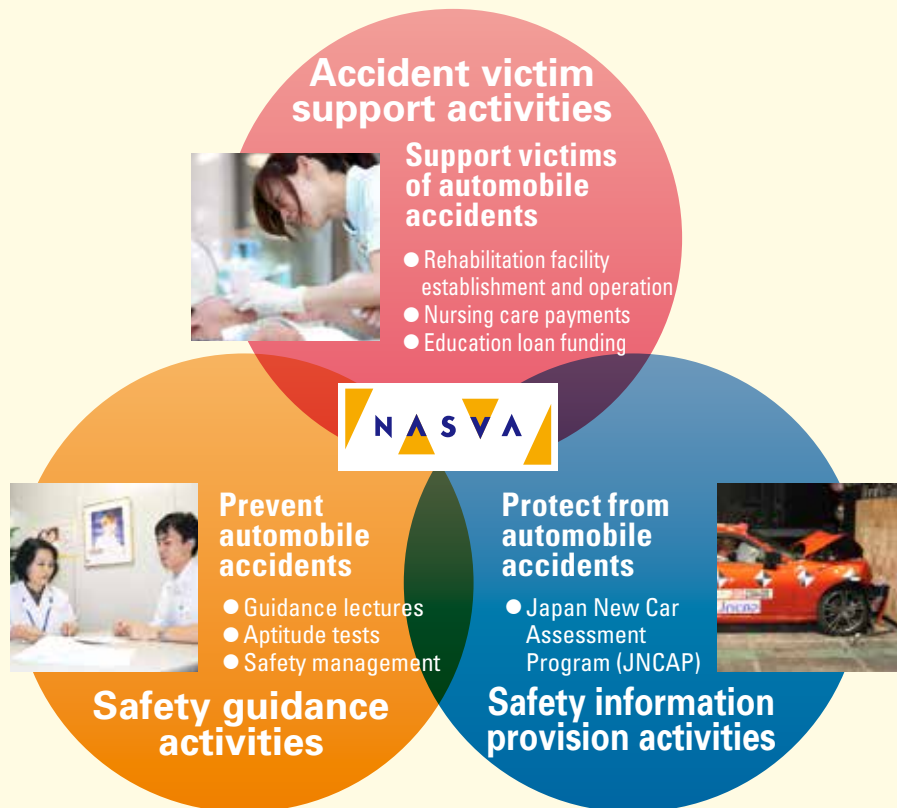 Accident victim
support activities
Support victims
of automobile
accidents
● Rehabilitation facility
establishment and operation
● Nursing care payments
● Education loan funding
NASVA
Prevent
automobile
accidents
● Guidance lectures
● Aptitude tests
● Safety management
Safety guidance
activities
Protect from
automobile
accidents
● Japan New Car
Assessment
Program (JNCAP)
Safety information
provision activities